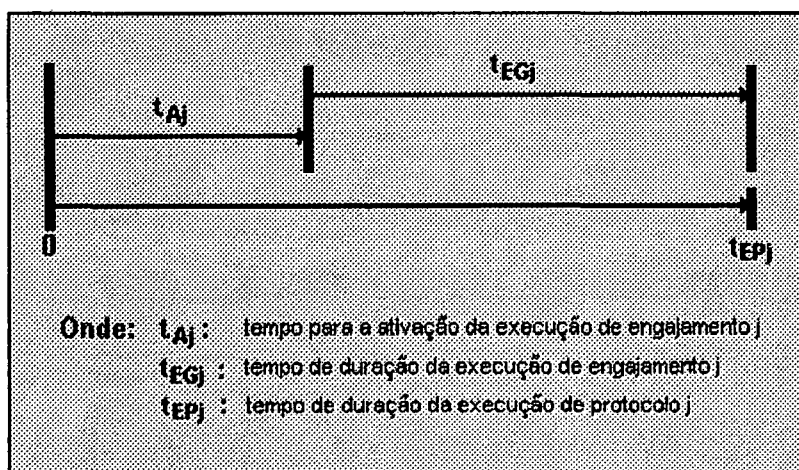 tEGj
tAj
0
tEPj
Onde: tAj : tempo para a ativação da execução de engajamento j
tEGj : tempo de duração da execução de engajamento j
tEPj : tempo de duração da execução de protocolo j